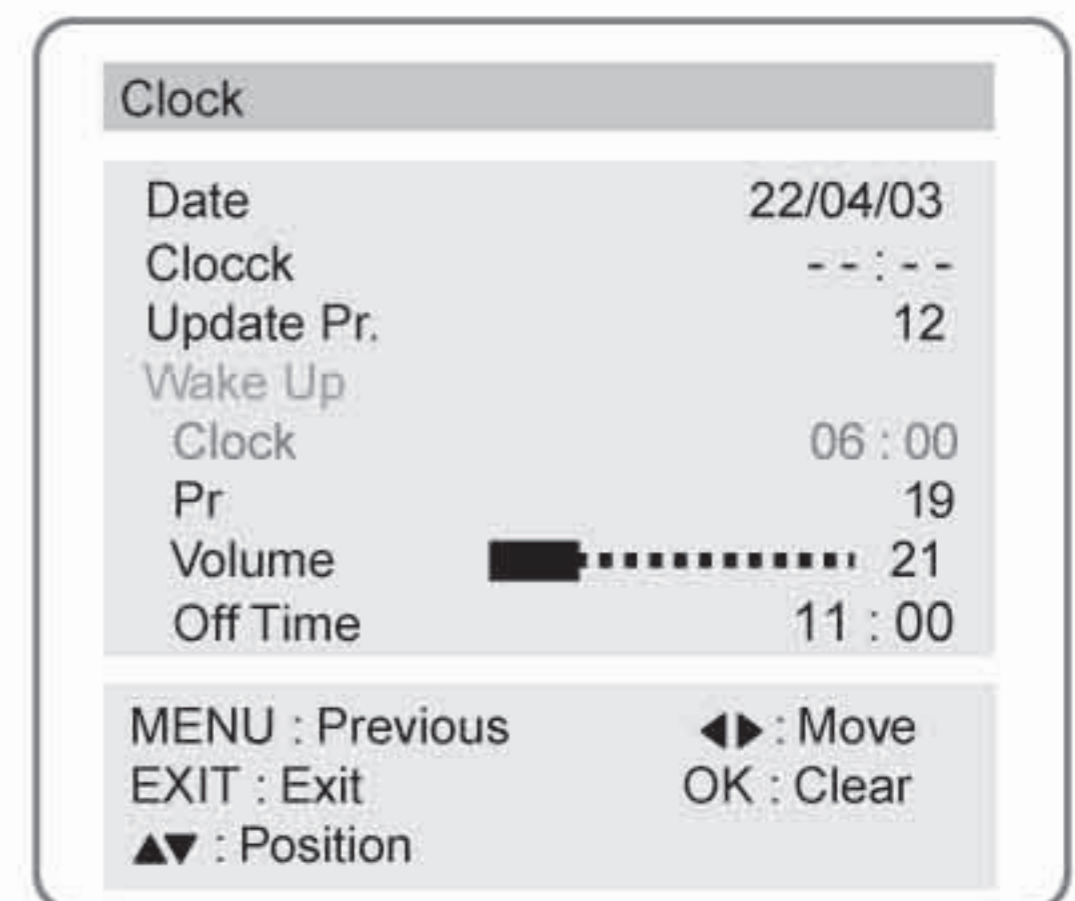 Clock
Date 22/04/03
Clocck - - : - -
Update Pr. 12
Wake Up
Clock 06 : 00
Pr 19
Volume 21
Off Time 11 : 00
MENU : Previous ◀▶ : Move
EXIT : Exit OK : Clear
▲▼ : Position